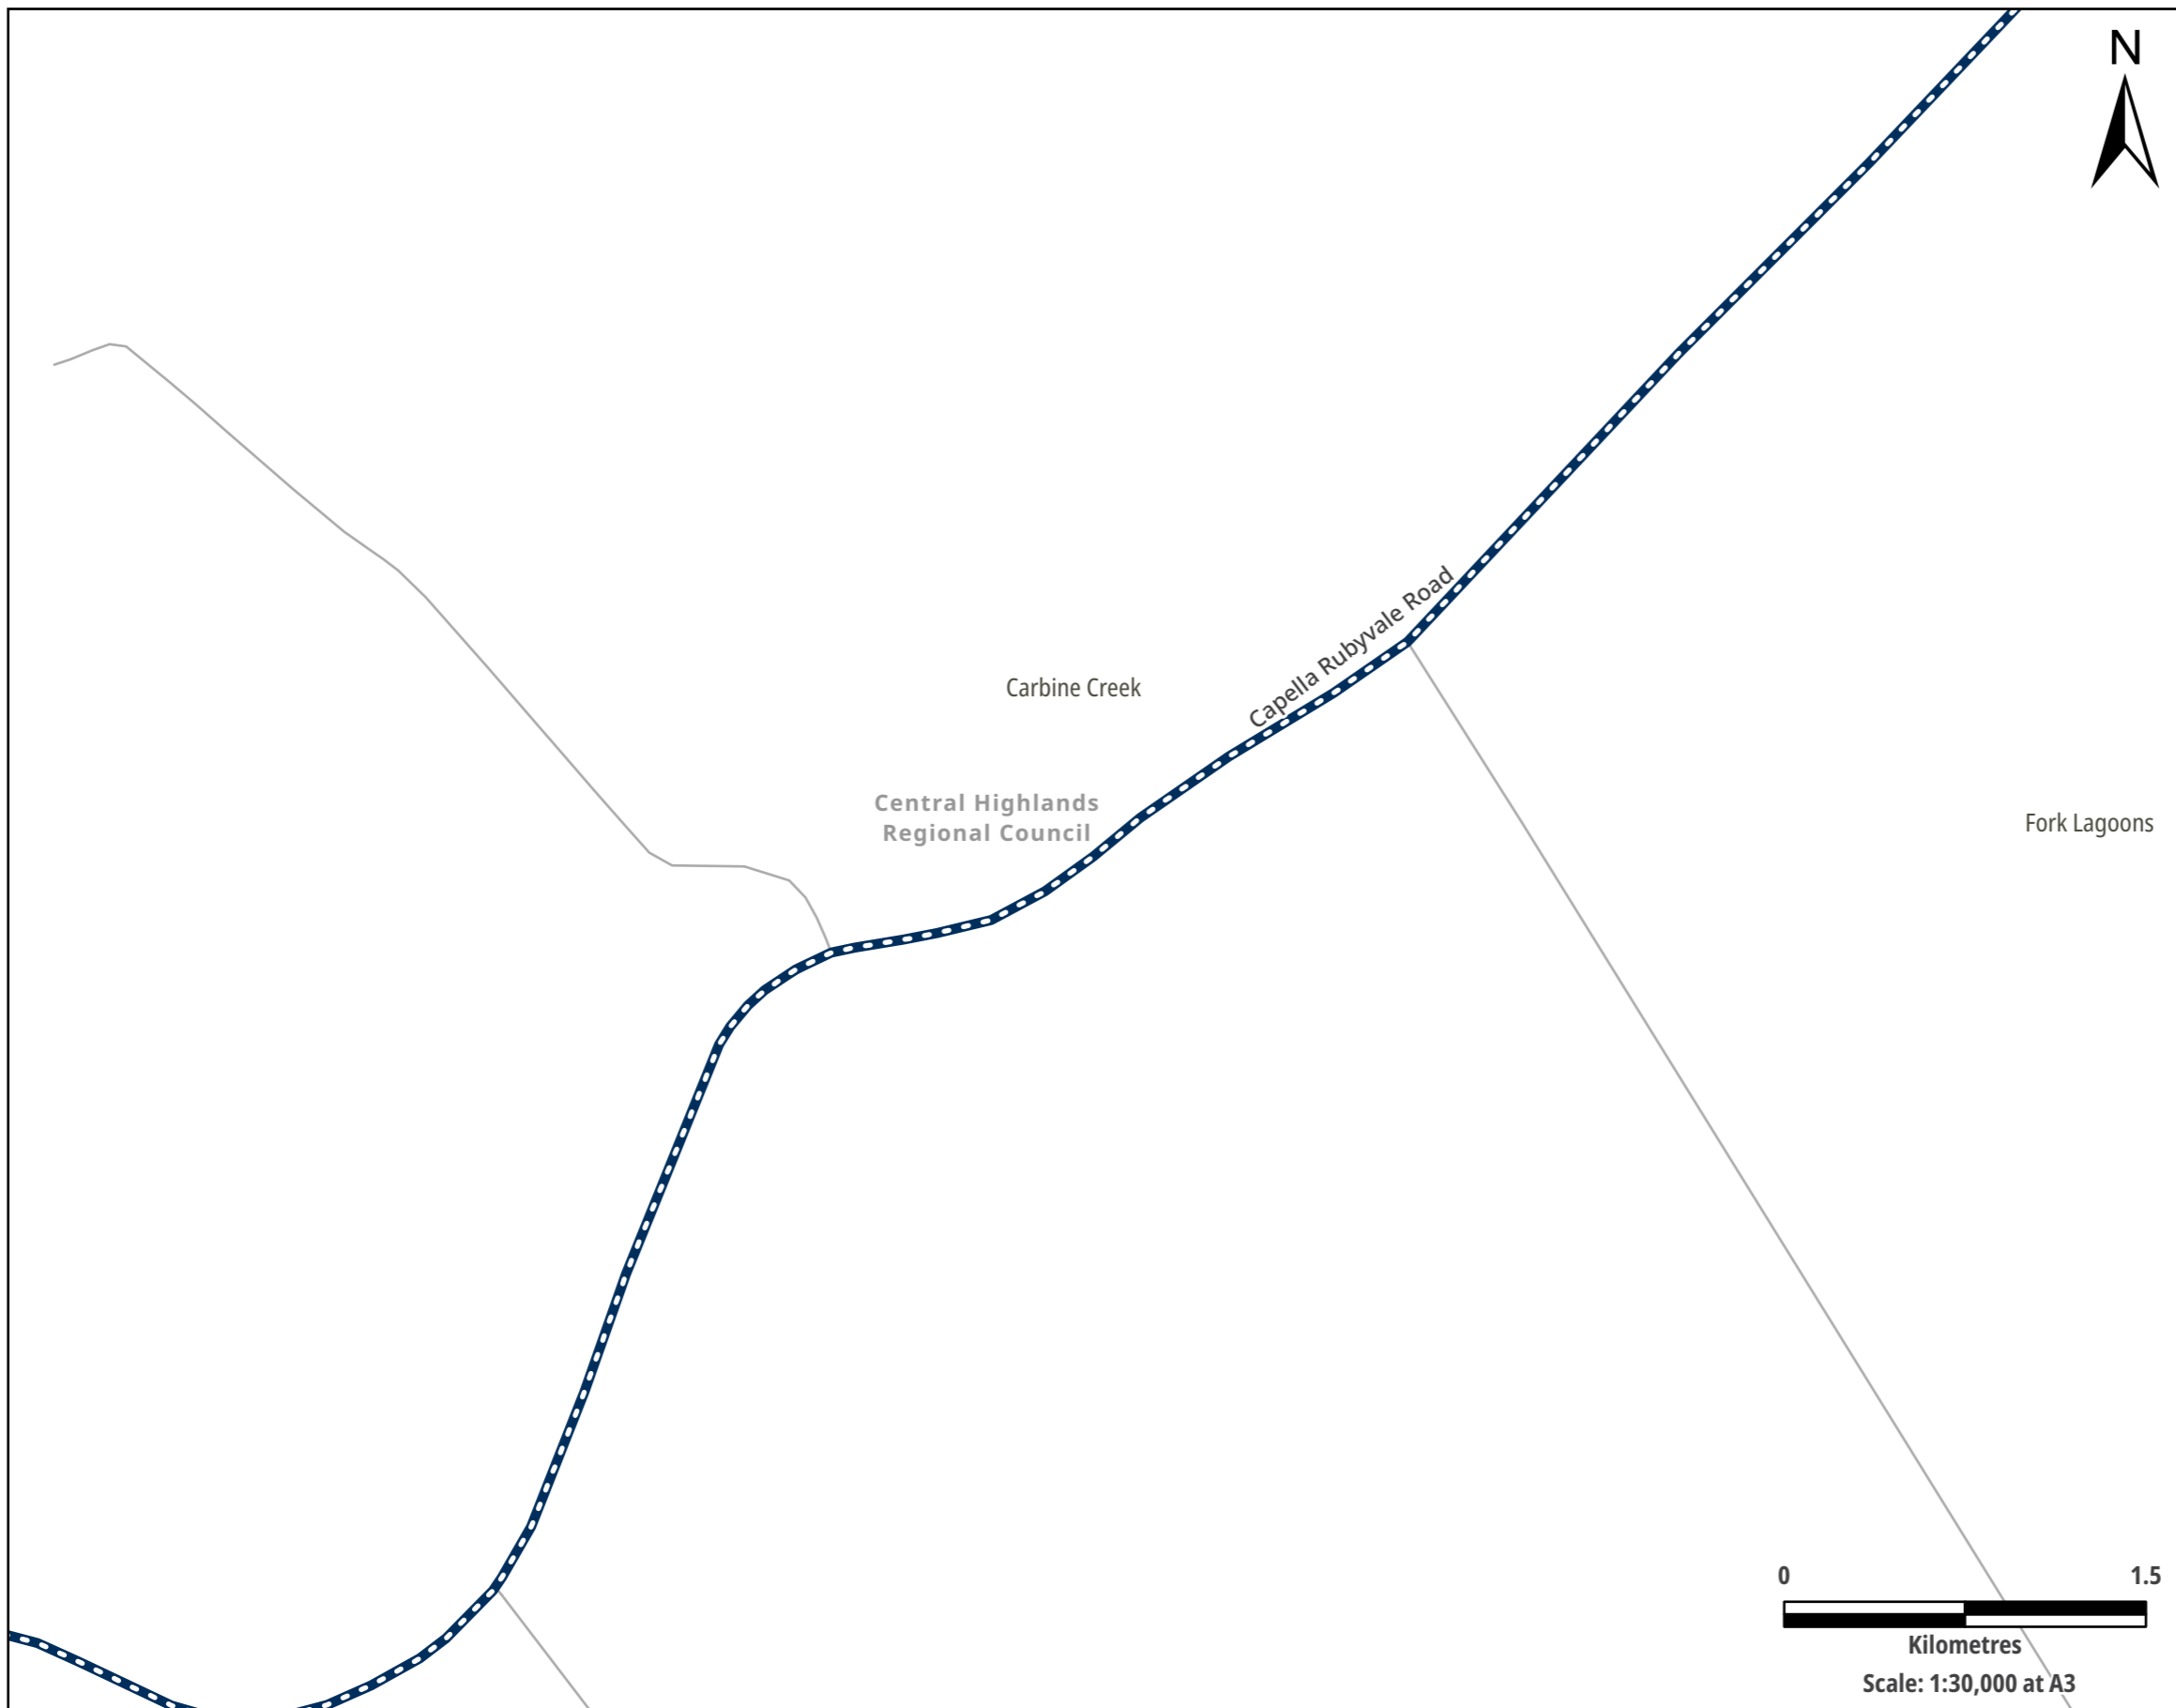 N
Capella Rubyvale Road
Carbine Creek
Central Highlands
Regional Council
Fork Lagoons
0 1.5
Kilometres
Scale: 1:30,000 at A3